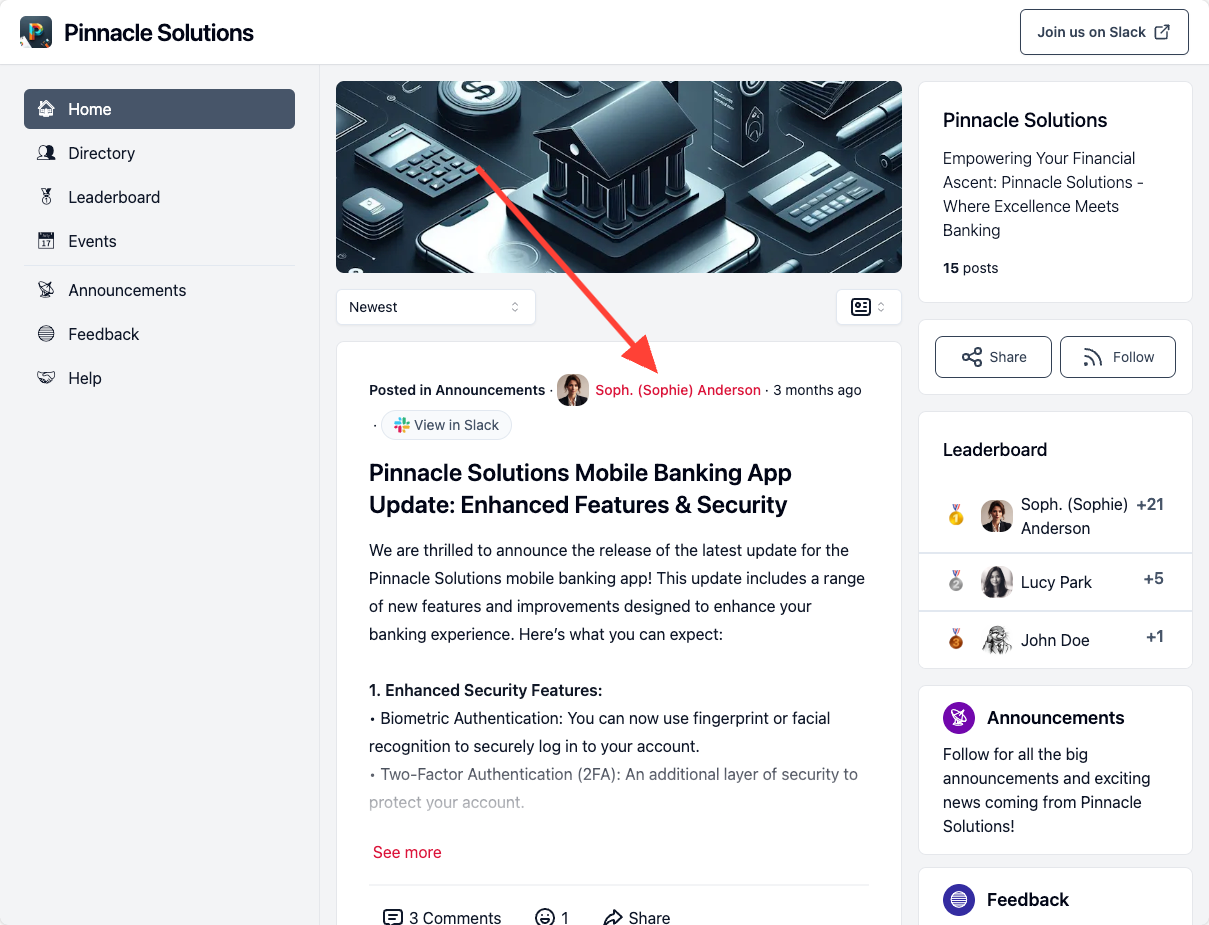 Pinnacle Solutions
Join us on Slack
Home
Directory
Leaderboard
Events
Announcements
Feedback
Help
Newest
Posted in Announcements · Soph. (Sophie) Anderson · 3 months ago
· View in Slack
Pinnacle Solutions Mobile Banking App
Update: Enhanced Features & Security
We are thrilled to announce the release of the latest update for the
Pinnacle Solutions mobile banking app! This update includes a range
of new features and improvements designed to enhance your
banking experience. Here’s what you can expect:
1. Enhanced Security Features:
• Biometric Authentication: You can now use fingerprint or facial
recognition to securely log in to your account.
• Two-Factor Authentication (2FA): An additional layer of security to
protect your account.
See more
3 Comments
1
Share
Pinnacle Solutions
Empowering Your Financial
Ascent: Pinnacle Solutions -
Where Excellence Meets
Banking
15 posts
Share
Follow
Leaderboard
1
Soph. (Sophie)
Anderson
+21
2
Lucy Park
+5
3
John Doe
+1
Announcements
Follow for all the big
announcements and exciting
news coming from Pinnacle
Solutions!
Feedback